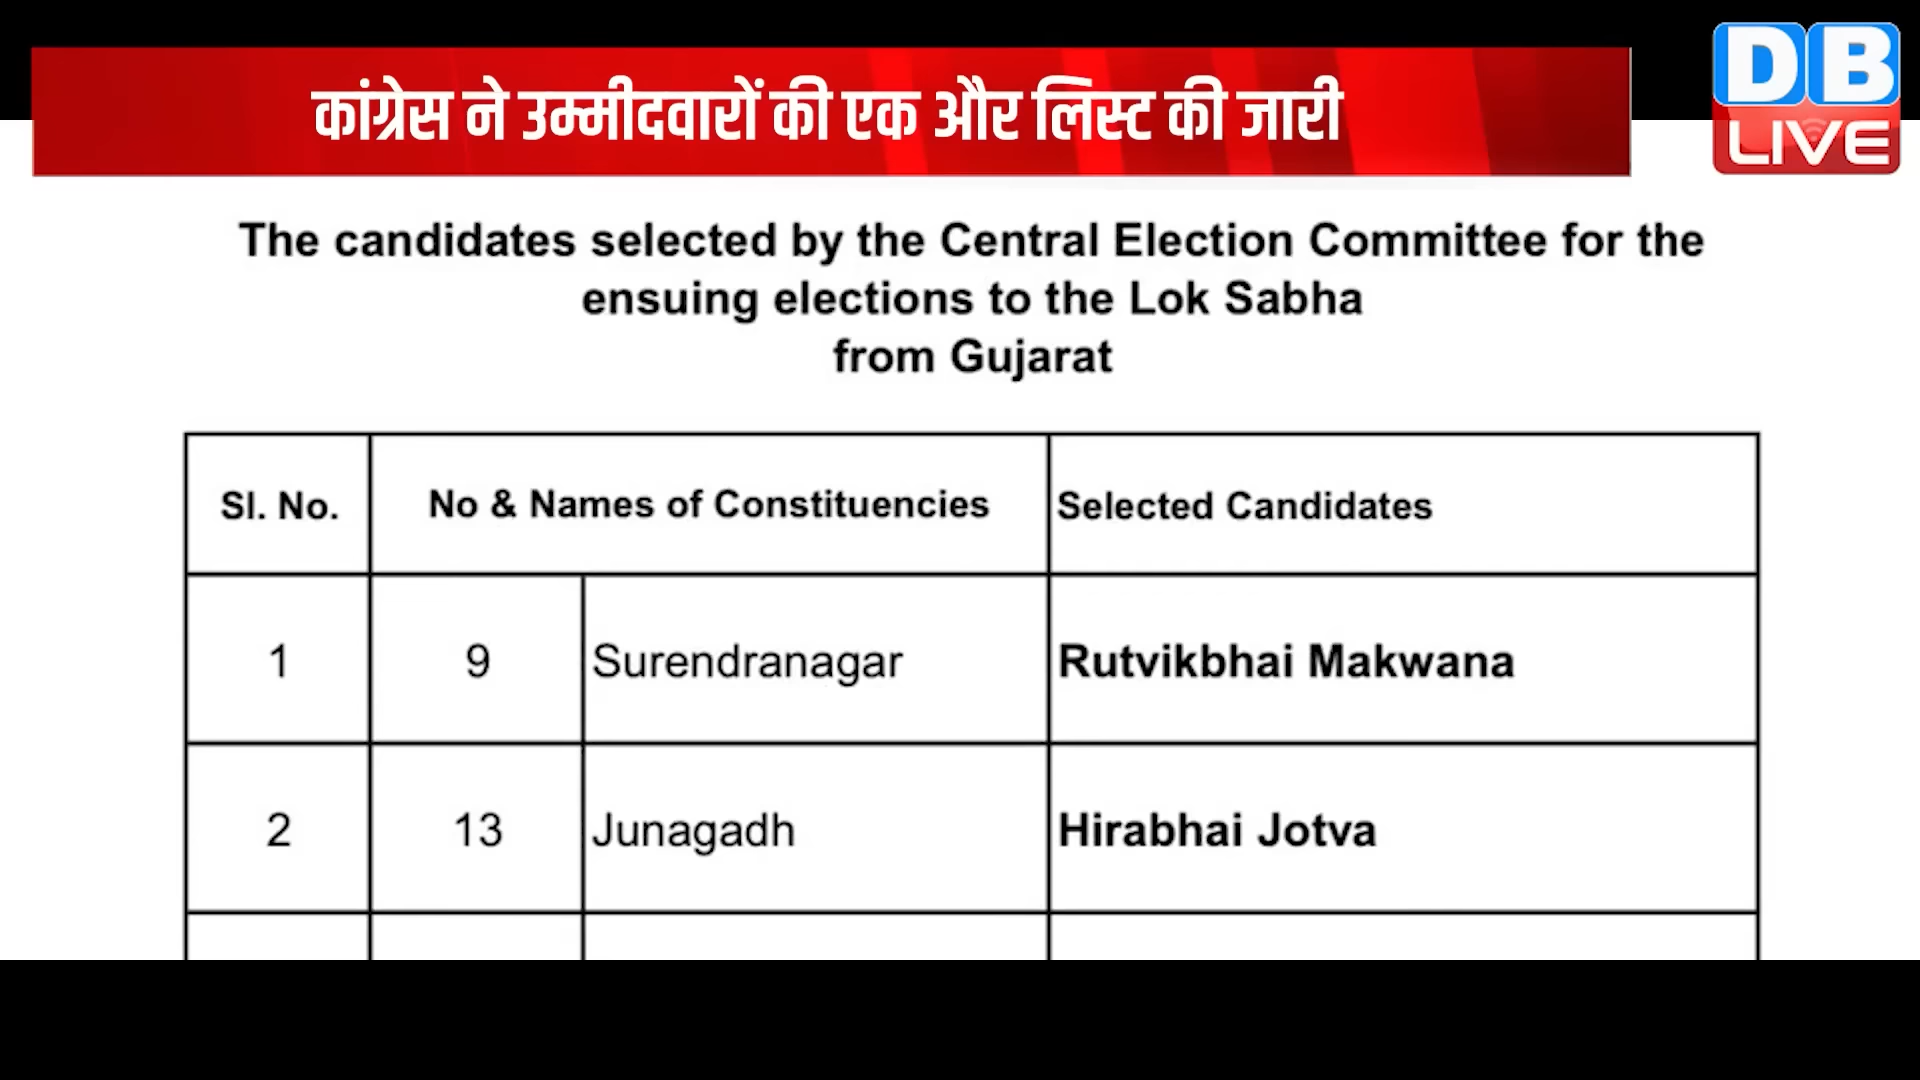 कांग्रेस ने उम्मीदवारों की एक और लिस्ट की जारी
DB
LIVE
The candidates selected by the Central Election Committee for the
ensuing elections to the Lok Sabha
from Gujarat
Sl. No. No & Names of Constituencies Selected Candidates
1 9 Surendranagar Rutvikbhai Makwana
2 13 Junagadh Hirabhai Jotva